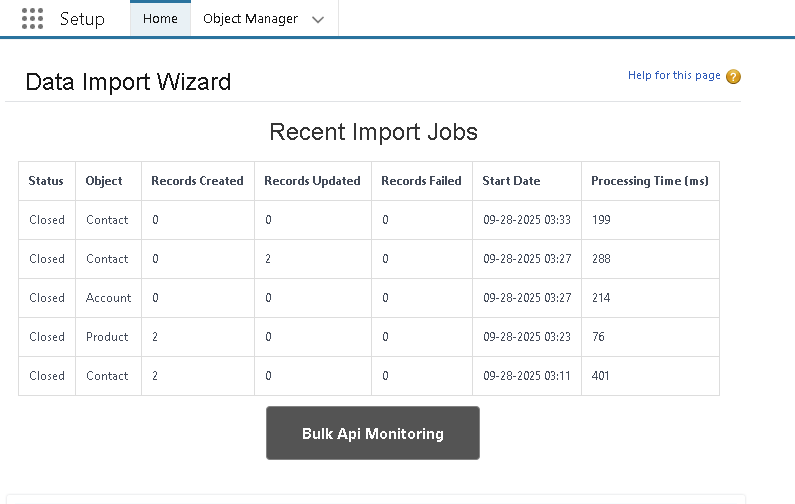 Setup Home Object Manager
Help for this page ?
Data Import Wizard
Recent Import Jobs
Status Object Records Created Records Updated Records Failed Start Date Processing Time (ms)
Closed Contact 0 0 0 09-28-2025 03:33 199
Closed Contact 0 2 0 09-28-2025 03:27 288
Closed Account 0 0 0 09-28-2025 03:27 214
Closed Product 2 0 0 09-28-2025 03:23 76
Closed Contact 2 0 0 09-28-2025 03:11 401
Bulk Api Monitoring